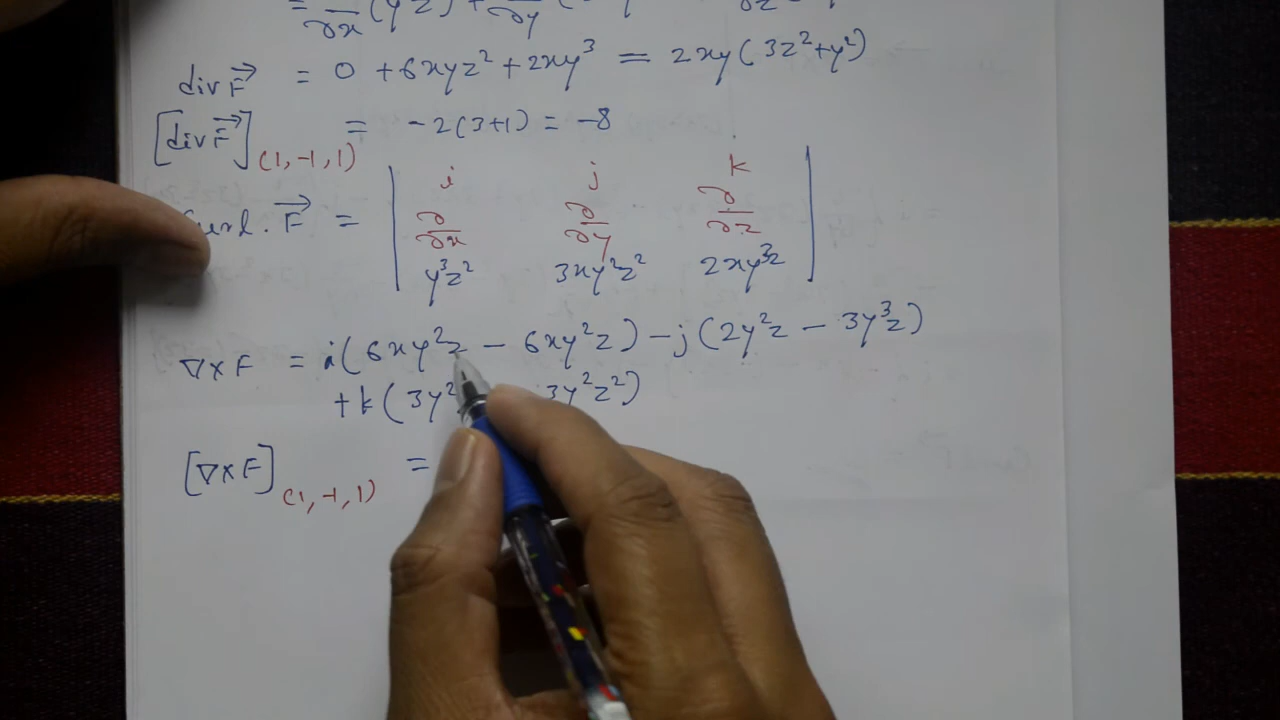 = ∂/∂x (y z) + ∂/∂y (
div F⃗ = 0 + 6xyz² + 2xy³ = 2xy(3z²+y²)
[div F⃗](1,-1,1) = -2(3+1) = -8
i j k
Curl. F⃗ = | ∂/∂x ∂/∂y ∂/∂z |
y³z² 3xy²z² 2xy³z
∇×F = i(6xy²z - 6xy²z) - j(2y²z - 3y³z)
+k(3y² 3y²z²)
[∇×F](1,-1,1) =